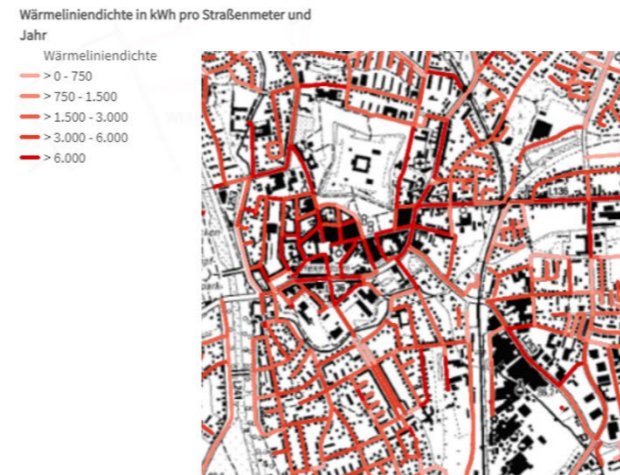 Wärmeliniendichte in kWh pro Straßenmeter und
Jahr
Wärmeliniendichte
> 0 - 750
> 750 - 1.500
> 1.500 - 3.000
> 3.000 - 6.000
> 6.000
L136